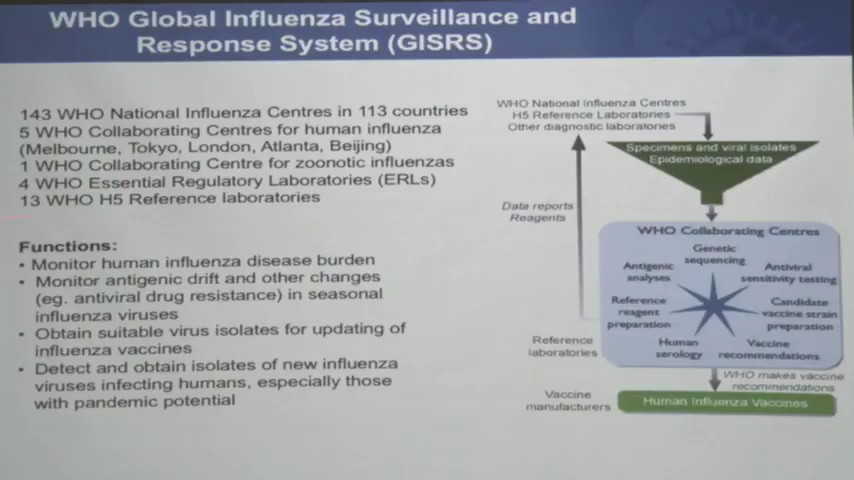 WHO Global Influenza Surveillance and
Response System (GISRS)
143 WHO National Influenza Centres in 113 countries
5 WHO Collaborating Centres for human influenza
(Melbourne, Tokyo, London, Atlanta, Beijing)
1 WHO Collaborating Centre for zoonotic influenzas
4 WHO Essential Regulatory Laboratories (ERLs)
13 WHO H5 Reference laboratories
Functions:
• Monitor human influenza disease burden
• Monitor antigenic drift and other changes
(eg. antiviral drug resistance) in seasonal
influenza viruses
• Obtain suitable virus isolates for updating of
influenza vaccines
• Detect and obtain isolates of new influenza
viruses infecting humans, especially those
with pandemic potential
WHO National Influenza Centres
H5 Reference Laboratories
Other diagnostic laboratories
Specimens and viral isolates
Epidemiological data
Data reports
Reagents
WHO Collaborating Centres
Genetic
sequencing
Antigenic
analyses
Antiviral
sensitivity testing
Reference
reagent
preparation
Candidate
vaccine strain
preparation
Human
serology
Vaccine
recommendations
Reference
laboratories
WHO makes vaccine
recommendations
Vaccine
manufacturers
Human Influenza Vaccines